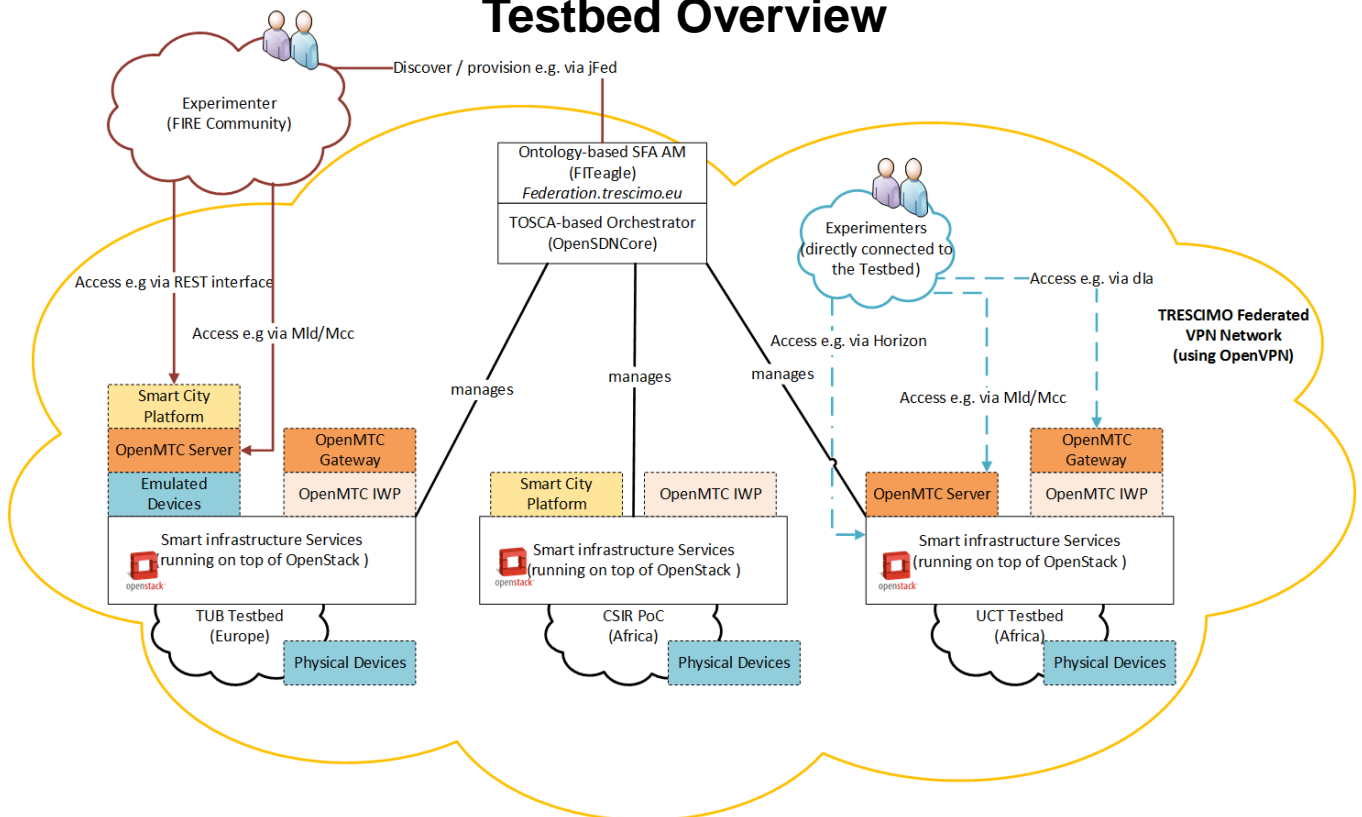 Testbed Overview
Discover / provision e.g. via jFed
Experimenter
(FIRE Community)
Ontology-based SFA AM
(FITeagle)
Federation.trescimo.eu
TOSCA-based Orchestrator
(OpenSDNCore)
Experimenters
(directly connected to
the Testbed)
Access e.g via REST interface
Access e.g. via dIa
TRESCIMO Federated
VPN Network
(using OpenVPN)
Access e.g via MId/Mcc
Access e.g. via Horizon
manages
manages
manages
Access e.g. via MId/Mcc
Smart City
Platform
OpenMTC Server
Emulated
Devices
OpenMTC
Gateway
OpenMTC IWP
Smart City
Platform
OpenMTC IWP
OpenMTC Server
OpenMTC
Gateway
OpenMTC IWP
Smart infrastructure Services
(running on top of OpenStack )
openstack
Smart infrastructure Services
(running on top of OpenStack )
openstack
Smart infrastructure Services
(running on top of OpenStack )
openstack
TUB Testbed
(Europe)
Physical Devices
CSIR PoC
(Africa)
Physical Devices
UCT Testbed
(Africa)
Physical Devices